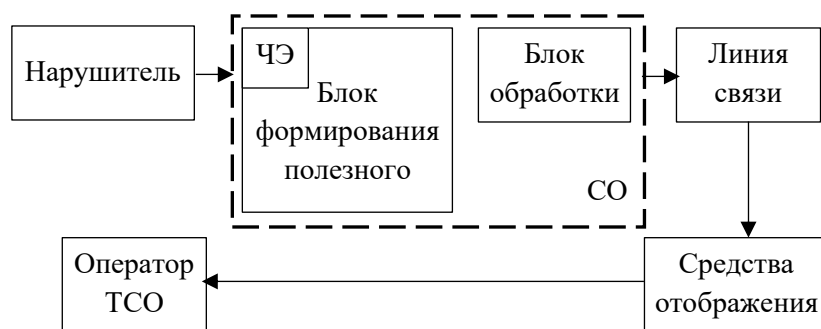 Нарушитель
ЧЭ
Блок
формирования
полезного
Блок
обработки
СО
Линия
связи
Оператор
ТСО
Средства
отображения